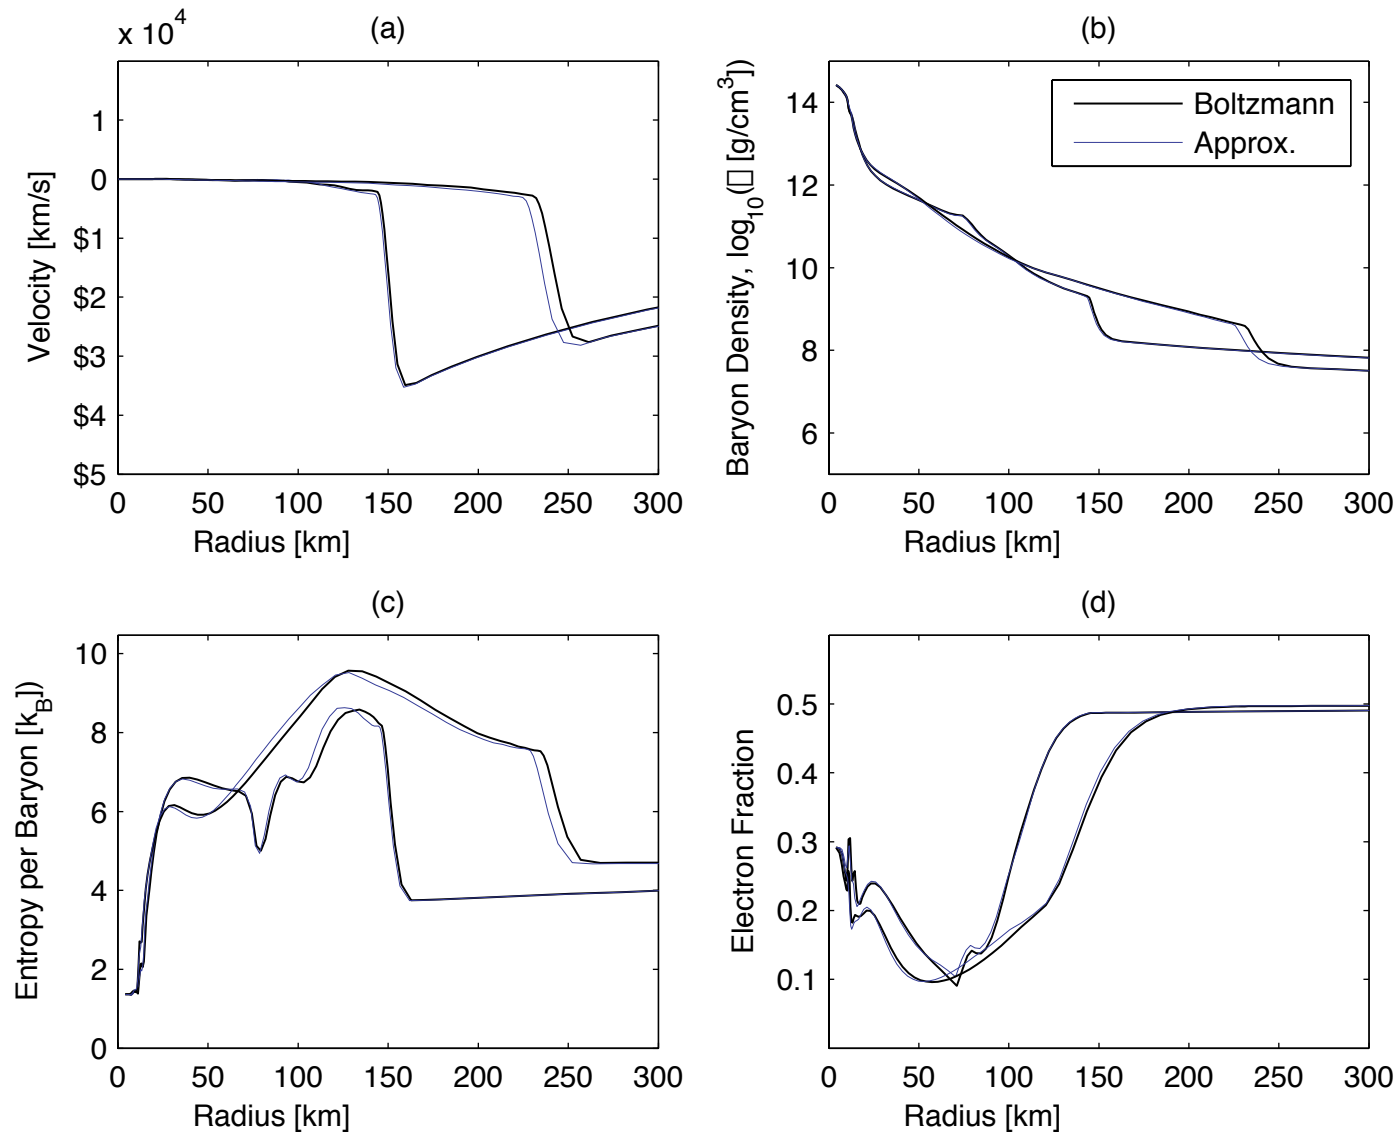 (a)
x 10^4
1
0
$1
$2
$3
$4
$5
Velocity [km/s]
0 50 100 150 200 250 300
Radius [km]
(b)
14
12
10
8
6
Baryon Density, log_10(▯ [g/cm^3])
Boltzmann
Approx.
0 50 100 150 200 250 300
Radius [km]
(c)
10
8
6
4
2
0
Entropy per Baryon [k_B])
0 50 100 150 200 250 300
Radius [km]
(d)
0.5
0.4
0.3
0.2
0.1
Electron Fraction
0 50 100 150 200 250 300
Radius [km]